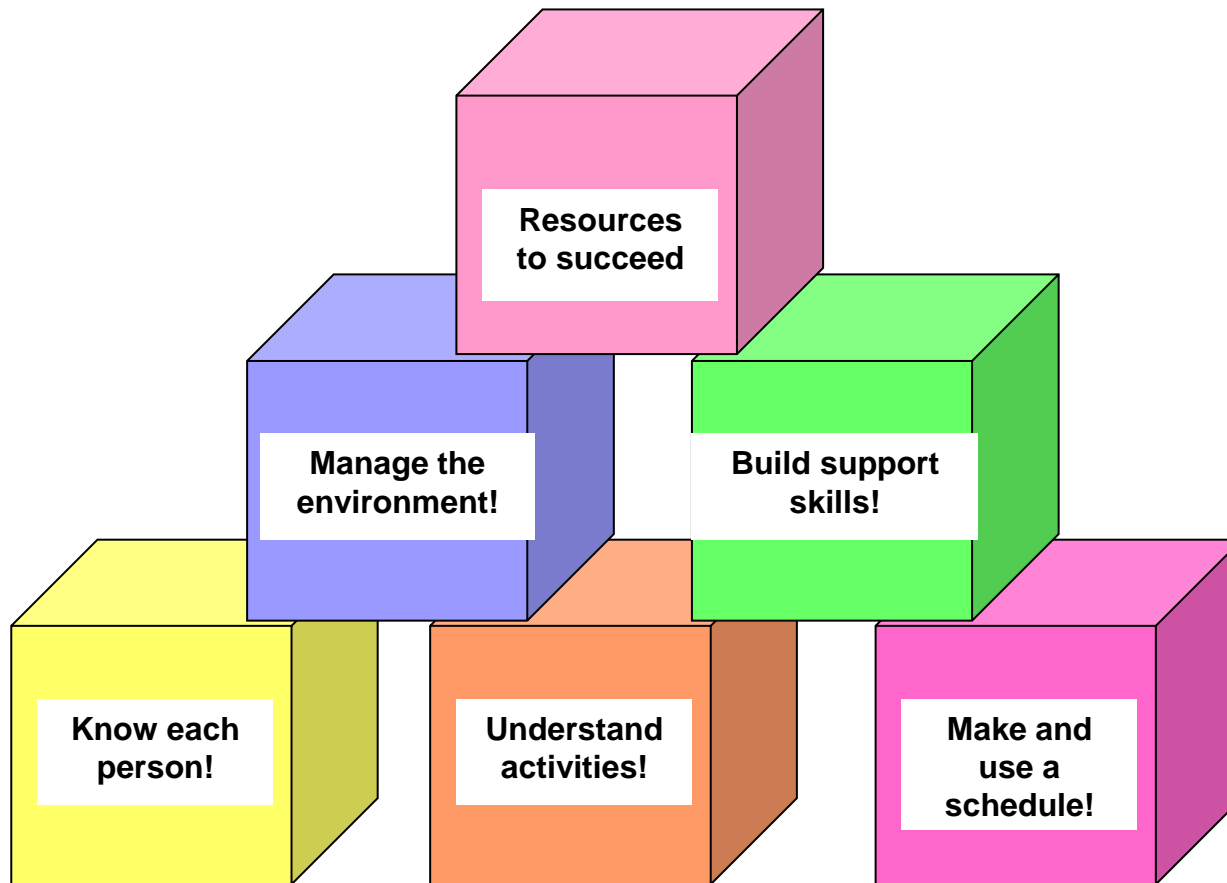 Resources
to succeed
Manage the
environment!
Build support
skills!
Know each
person!
Understand
activities!
Make and
use a
schedule!